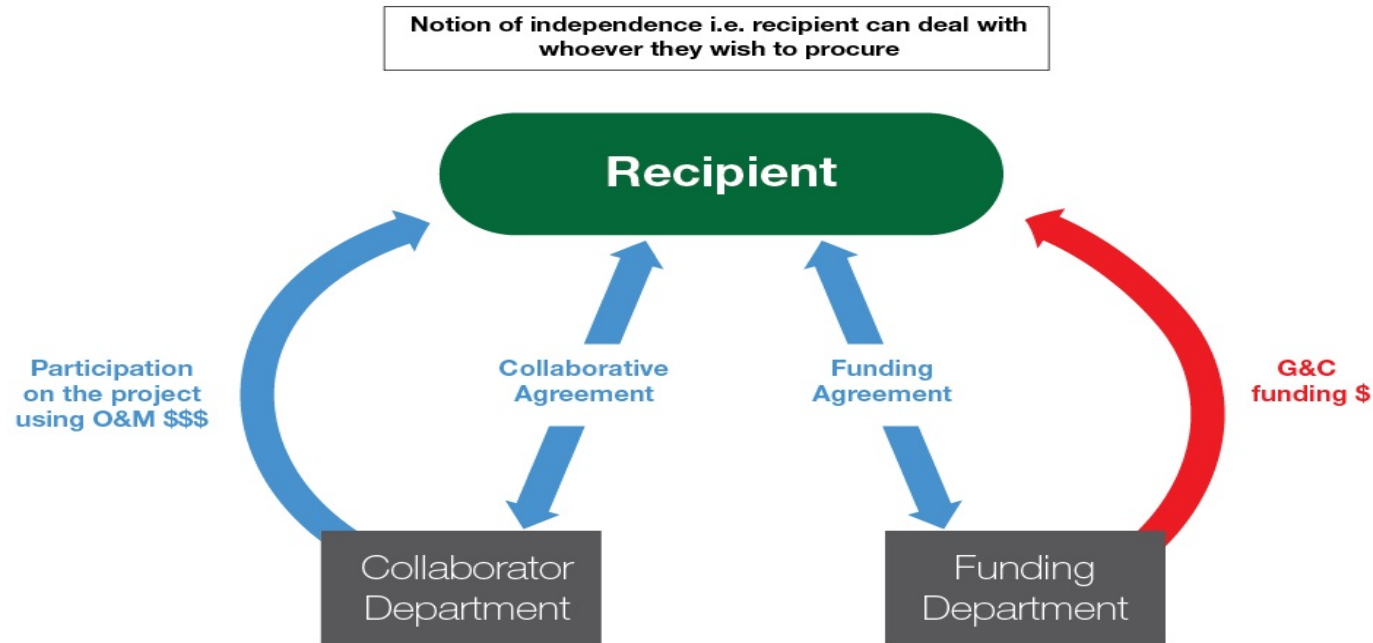 Notion of independence i.e. recipient can deal with
whoever they wish to procure
Recipient
Participation
on the project
using O&M $$$
Collaborative
Agreement
Funding
Agreement
G&C
funding $
Collaborator
Department
Funding
Department